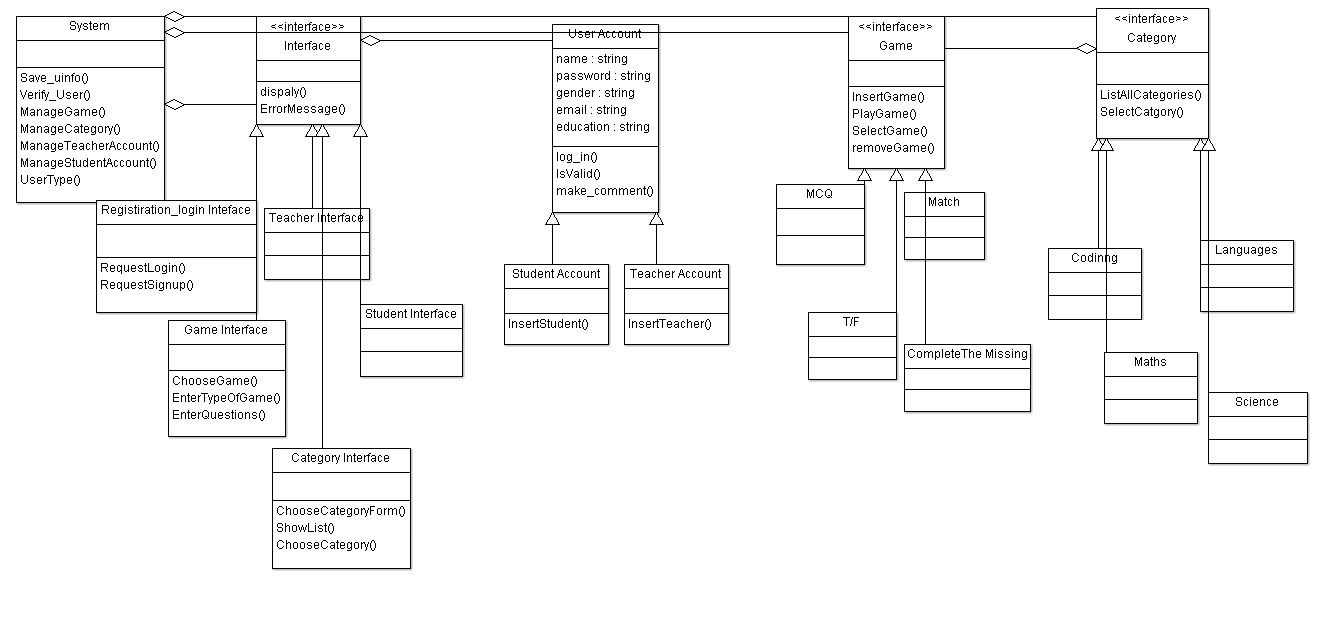 System
Save_uinfo()
Verify_User()
ManageGame()
ManageCategory()
ManageTeacherAccount()
ManageStudentAccount()
UserType()
<<interface>>
Interface
dispaly()
ErrorMessage()
User Account
name : string
password : string
gender : string
email : string
education : string
log_in()
IsValid()
make_comment()
<<interface>>
Game
InsertGame()
PlayGame()
SelectGame()
removeGame()
<<interface>>
Category
ListAllCategories()
SelectCatgory()
Registiration_login Inteface
RequestLogin()
RequestSignup()
Teacher Interface
Student Account
InsertStudent()
Teacher Account
InsertTeacher()
MCQ
Match
Codinng
Languages
Game Interface
ChooseGame()
EnterTypeOfGame()
EnterQuestions()
Student Interface
T/F
CompleteThe Missing
Maths
Science
Category Interface
ChooseCategoryForm()
ShowList()
ChooseCategory()